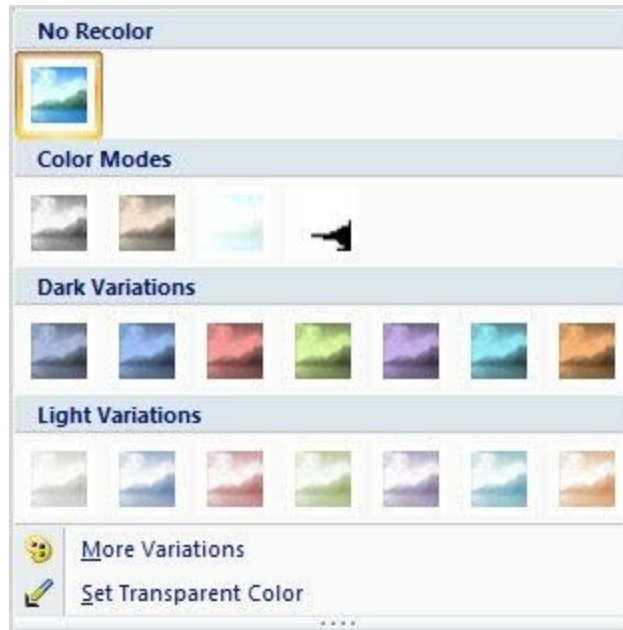 No Recolor
Color Modes
Dark Variations
Light Variations
More Variations
Set Transparent Color